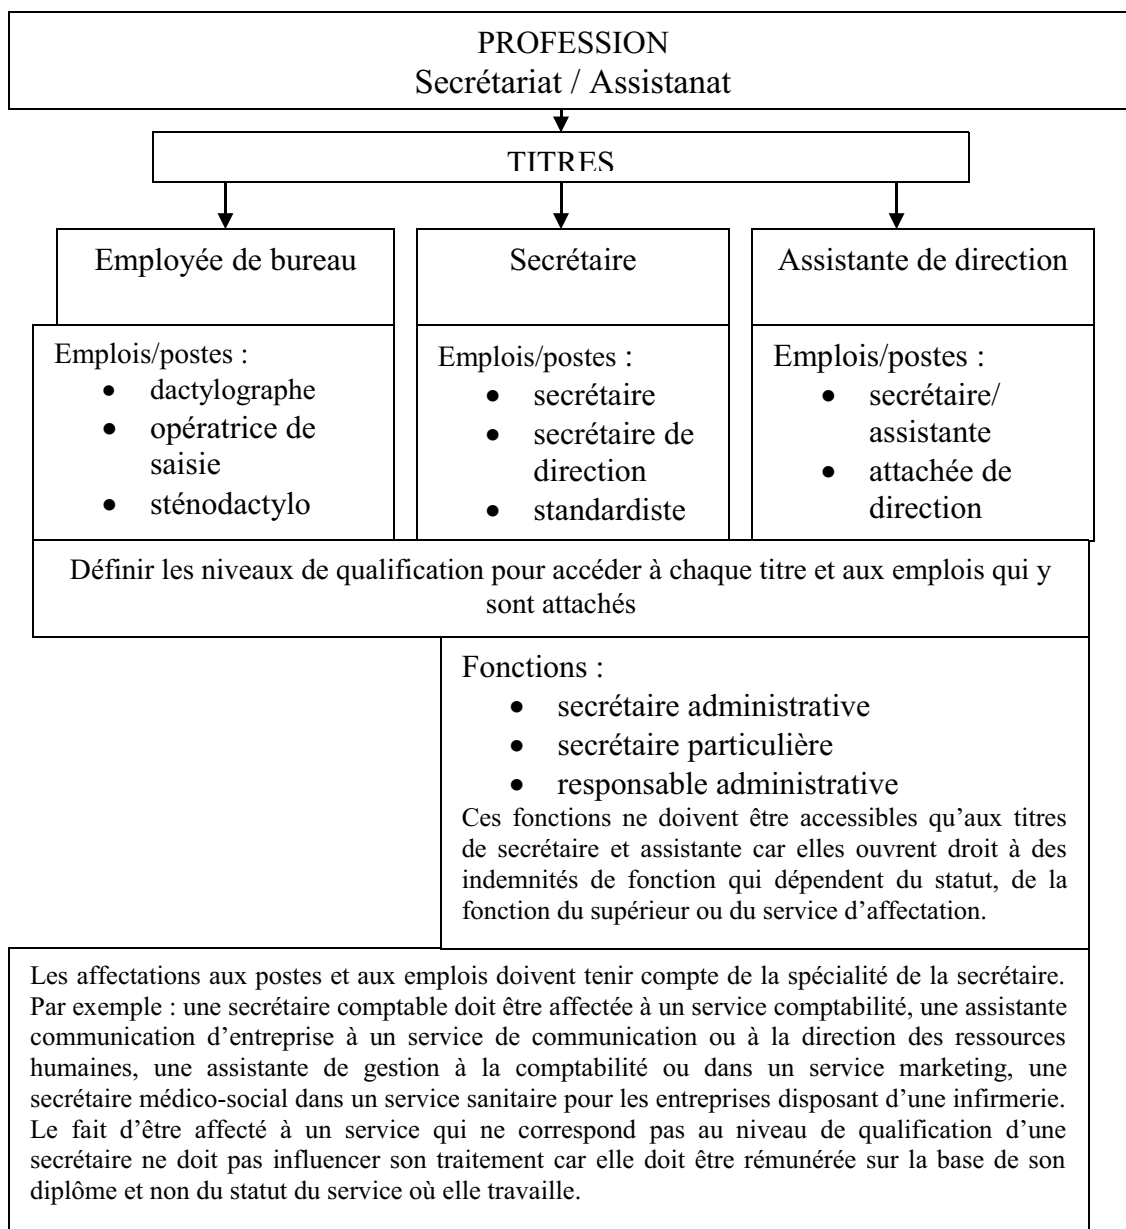 PROFESSION
Secrétariat / Assistanat
TITRES
Employée de bureau
Secrétaire
Assistante de direction
Emplois/postes :
• dactylographe
• opératrice de
saisie
• sténodactylo
Emplois/postes :
• secrétaire
• secrétaire de
direction
• standardiste
Emplois/postes :
• secrétaire/
assistante
• attachée de
direction
Définir les niveaux de qualification pour accéder à chaque titre et aux emplois qui y
sont attachés
Fonctions :
• secrétaire administrative
• secrétaire particulière
• responsable administrative
Ces fonctions ne doivent être accessibles qu’aux titres
de secrétaire et assistante car elles ouvrent droit à des
indemnités de fonction qui dépendent du statut, de la
fonction du supérieur ou du service d’affectation.
Les affectations aux postes et aux emplois doivent tenir compte de la spécialité de la secrétaire.
Par exemple : une secrétaire comptable doit être affectée à un service comptabilité, une assistante
communication d’entreprise à un service de communication ou à la direction des ressources
humaines, une assistante de gestion à la comptabilité ou dans un service marketing, une
secrétaire médico-social dans un service sanitaire pour les entreprises disposant d’une infirmerie.
Le fait d’être affecté à un service qui ne correspond pas au niveau de qualification d’une
secrétaire ne doit pas influencer son traitement car elle doit être rémunérée sur la base de son
diplôme et non du statut du service où elle travaille.